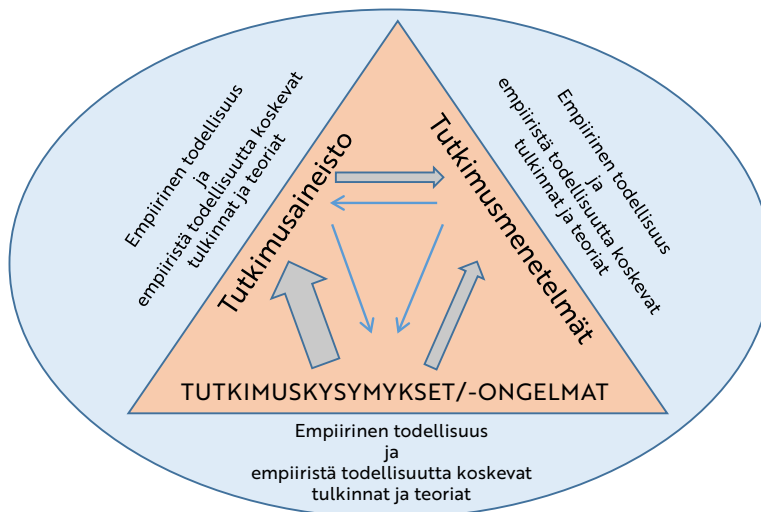 Empiirinen todellisuus
ja
empiiristä todellisuutta koskevat
tulkinnat ja teoriat
Tutkimusaineisto
Tutkimusmenetelmät
Empiirinen todellisuus
ja
empiiristä todellisuutta koskevat
tulkinnat ja teoriat
TUTKIMUSKYSYMYKSET/-ONGELMAT
Empiirinen todellisuus
ja
empiiristä todellisuutta koskevat
tulkinnat ja teoriat